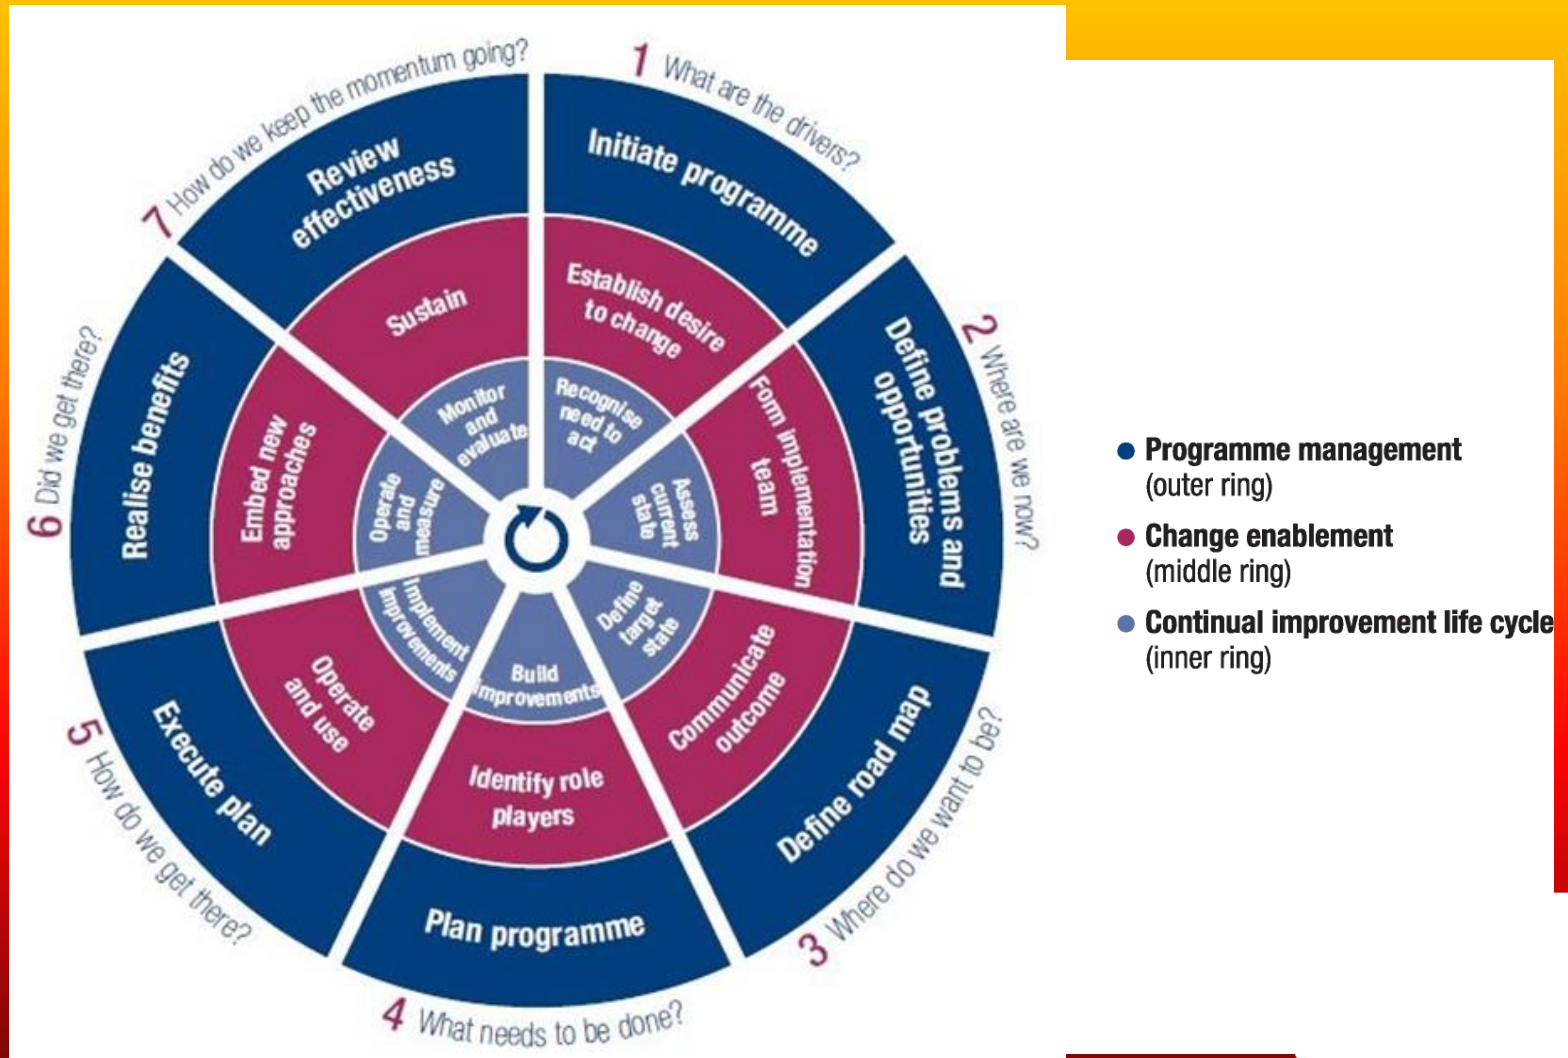 1 What are the drivers?
Initiate programme
Establish desire
to change
Recognise
need to
act
2 Where are we now?
Define problems and
opportunities
Form implementation
team
Assess
current
state
3 Where do we want to be?
Define road map
Communicate
outcome
Define
target
state
4 What needs to be done?
Plan programme
Identify role
players
Build
improvements
5 How do we get there?
Execute plan
Operate
and use
Implement
improvements
6 Did we get there?
Realise benefits
Embed new
approaches
Operate
and
measure
7 How do we keep the momentum going?
Review
effectiveness
Sustain
Monitor
and
evaluate
Programme management
(outer ring)
Change enablement
(middle ring)
Continual improvement life cycle
(inner ring)